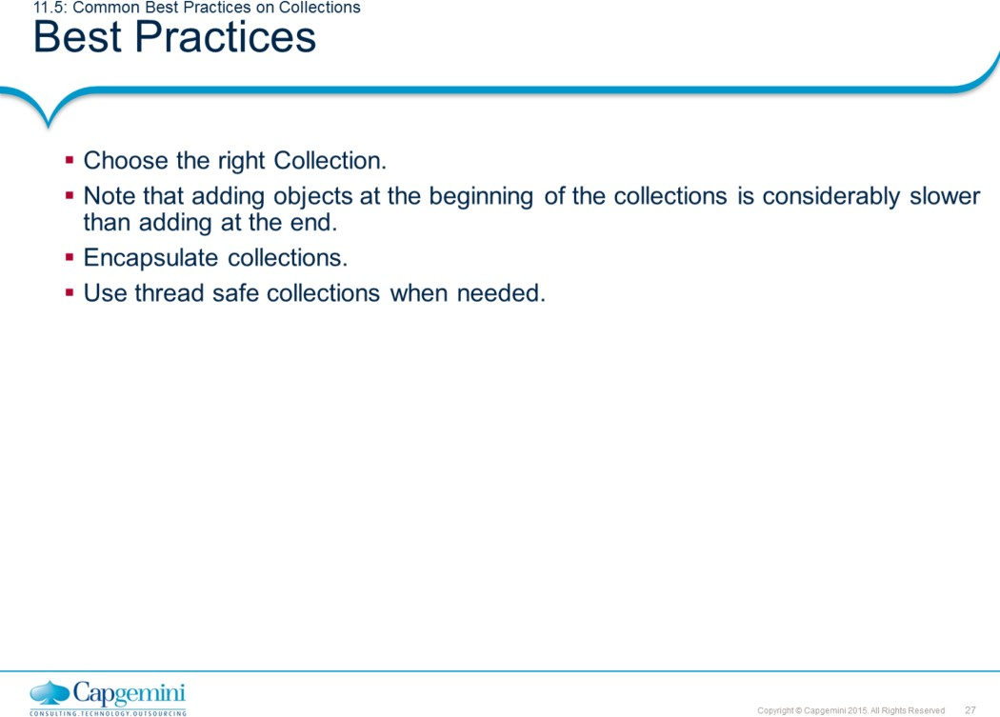 11.5: Common Best Practices on Collections
Best Practices
▪ Choose the right Collection.
▪ Note that adding objects at the beginning of the collections is considerably slower
than adding at the end.
▪ Encapsulate collections.
▪ Use thread safe collections when needed.
Capgemini
CONSULTING.TECHNOLOGY.OUTSOURCING
Copyright © Capgemini 2015. All Rights Reserved 27